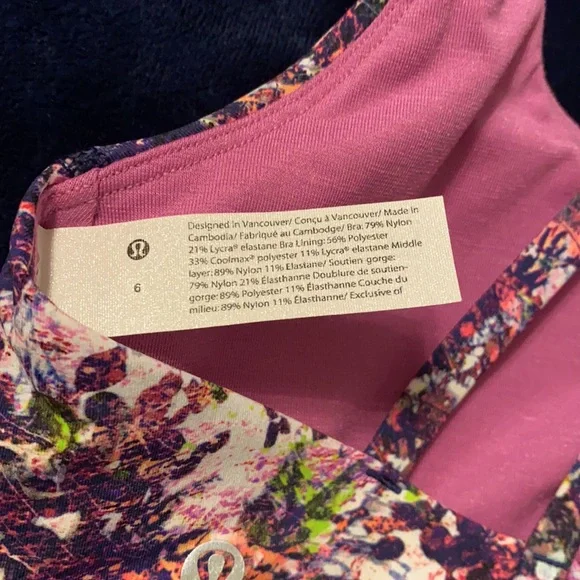 Designed in Vancouver/ Conçu à Vancouver/ Made in
Cambodia/ Fabriqué au Cambodge/ Bra: 79% Nylon
21% Lycra® elastane Bra Lining: 56% Polyester
33% Coolmax® polyester 11% Lycra® elastane Middle
layer: 89% Nylon 11% Elastane/ Soutien-gorge:
79% Nylon 21% Élasthanne Doublure de soutien-
gorge: 89% Polyester 11% Élasthanne Couche du
milieu: 89% Nylon 11% Élasthanne/ Exclusive of
6